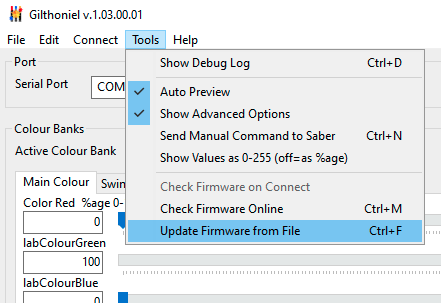 Gilthoniel v.1.03.00.01
File Edit Connect Tools Help
Port
Serial Port COM
Show Debug Log Ctrl+D
Auto Preview
Show Advanced Options
Send Manual Command to Saber Ctrl+N
Show Values as 0-255 (off=as %age)
Check Firmware on Connect
Check Firmware Online Ctrl+M
Update Firmware from File Ctrl+F
Colour Banks
Active Colour Bank
Main Colour Swin
Color Red %age 0-
0
labColourGreen
100
labColourBlue
0